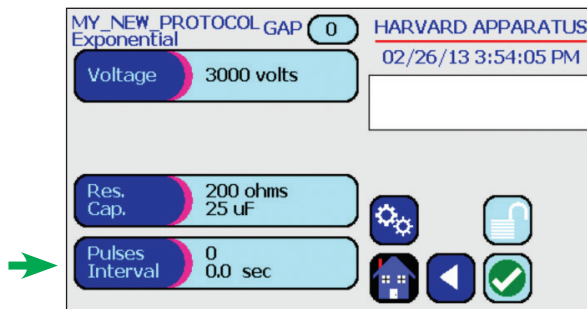 MY_NEW_PROTOCOL GAP 0 HARVARD APPARATUS
Exponential
02/26/13 3:54:05 PM
Voltage 3000 volts
Res. 200 ohms
Cap. 25 uF
Pulses 0
Interval 0.0 sec